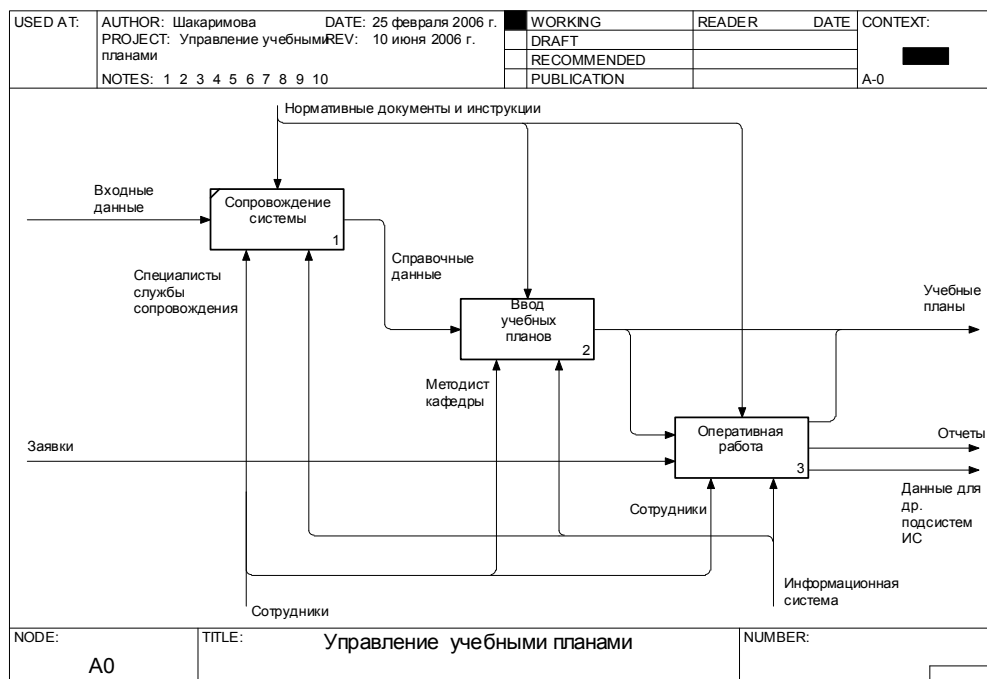 USED AT:
AUTHOR: Шакаримова DATE: 25 февраля 2006 г.
PROJECT: Управление учебными REV: 10 июня 2006 г.
планами
NOTES: 1 2 3 4 5 6 7 8 9 10
WORKING
DRAFT
RECOMMENDED
PUBLICATION
READER DATE
CONTEXT:
A-0
Нормативные документы и инструкции
Входные
данные
Сопровождение
системы
1
Справочные
данные
Специалисты
службы
сопровождения
Ввод
учебных
планов
2
Учебные
планы
Методист
кафедры
Заявки
Оперативная
работа
3
Отчеты
Данные для
др.
подсистем
ИС
Сотрудники
Информационная
система
Сотрудники
NODE:
A0
TITLE:
Управление учебными планами
NUMBER: